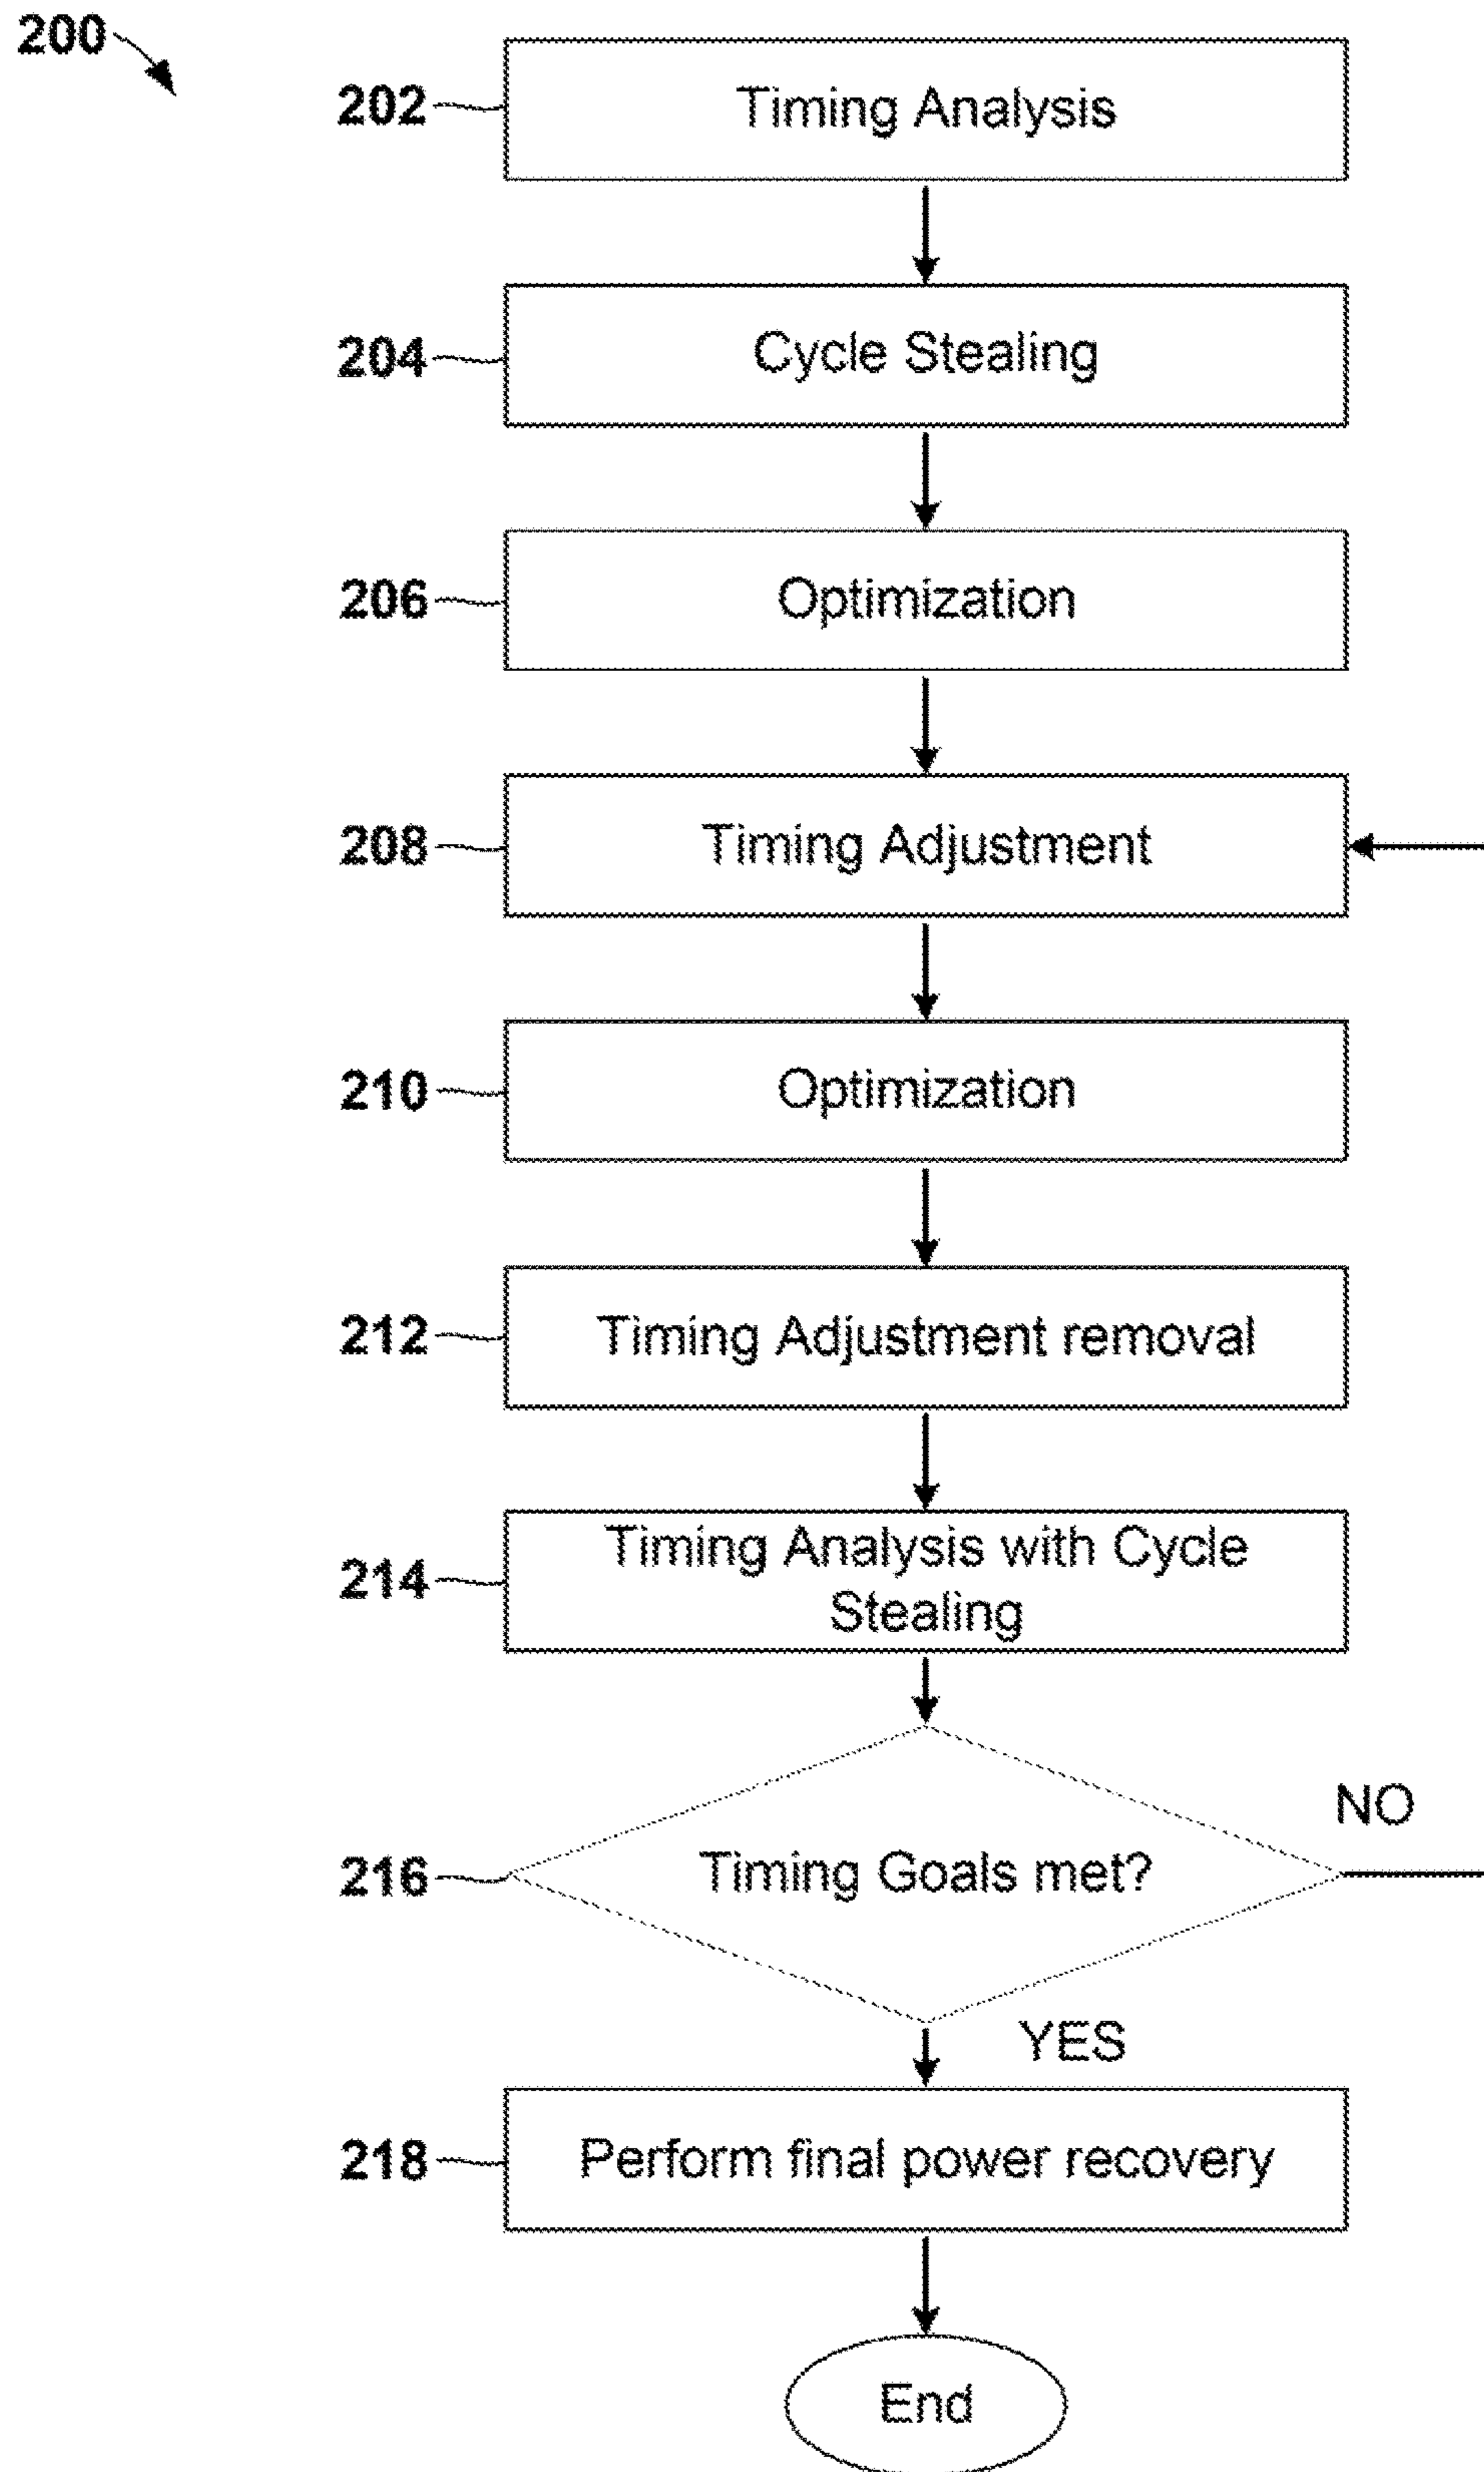 200
202
Timing Analysis
204
Cycle Stealing
206
Optimization
208
Timing Adjustment
210
Optimization
212
Timing Adjustment removal
214
Timing Analysis with Cycle
Stealing
216
Timing Goals met?
NO
YES
218
Perform final power recovery
End